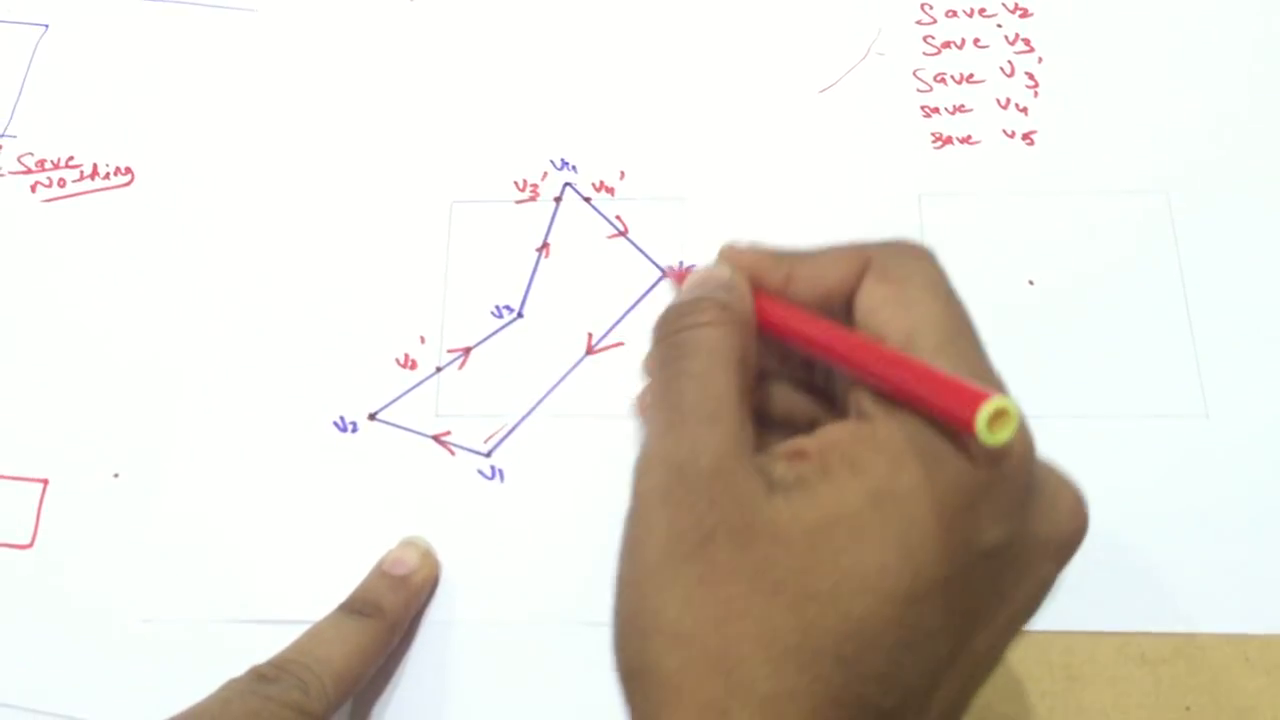 Save v2
Save v3
Save v3'
save v4'
save v5
Save
Nothing
v4
v3'
v4'
v3
v2'
v2
v1